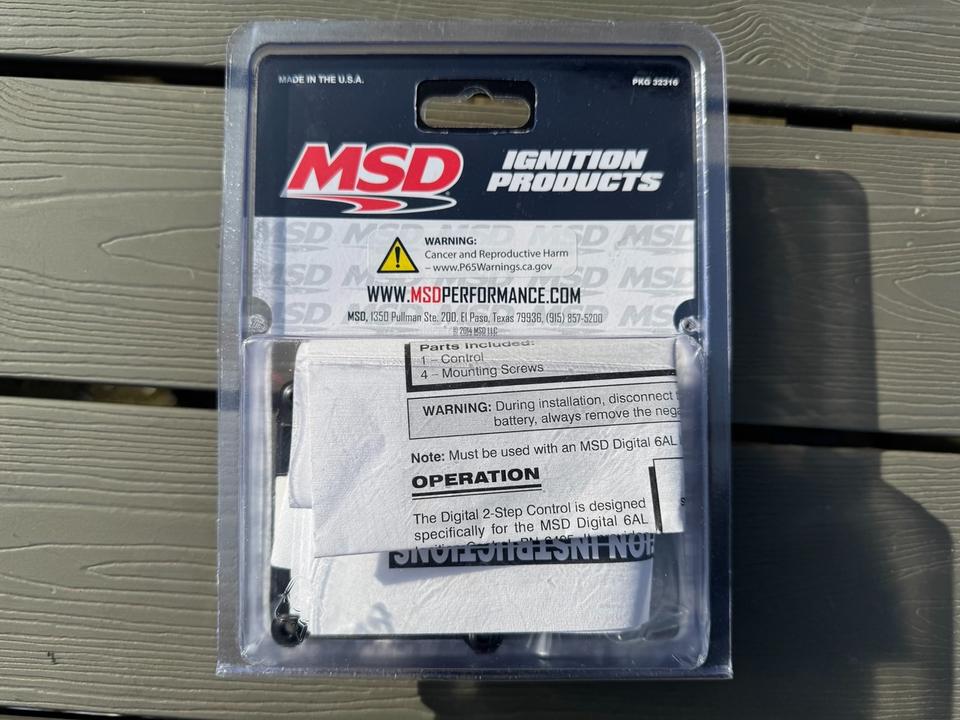 MADE IN THE U.S.A.
PKG 32316
MSD
IGNITION
PRODUCTS
WARNING:
Cancer and Reproductive Harm
– www.P65Warnings.ca.gov
WWW.MSDPERFORMANCE.COM
MSD, 1350 Pullman Ste. 200, El Paso, Texas 79936, (915) 857-5200
© 2014 MSD LLC
Parts Included:
1 – Control
4 – Mounting Screws
WARNING: During installation, disconnect
battery, always remove the
Note: Must be used with an MSD Digital 6AL
OPERATION
The Digital 2-Step Control is designed
specifically for the MSD Digital 6AL
INSTRUCTIONS